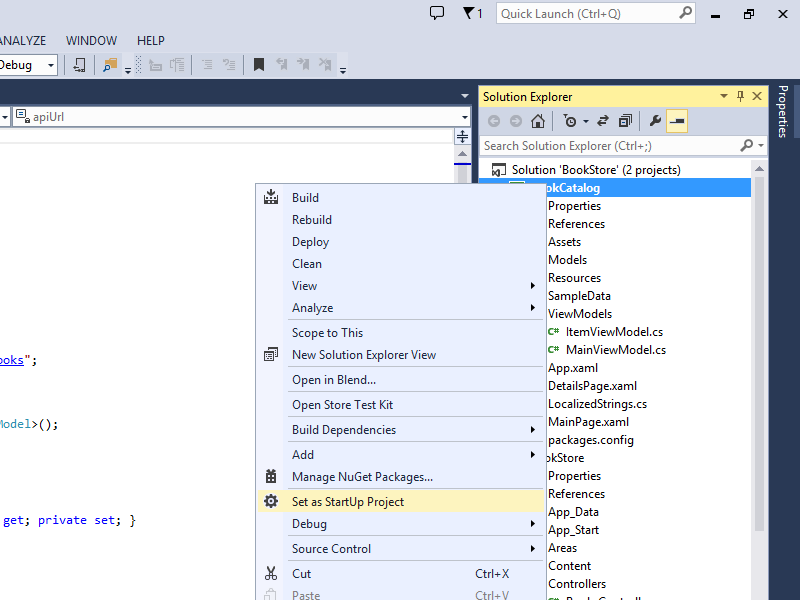 1
Quick Launch (Ctrl+Q)
ANALYZE WINDOW HELP
Debug
Solution Explorer
Properties
apiUrl
Search Solution Explorer (Ctrl+;)
Solution 'BookStore' (2 projects)
okCatalog
Build
Properties
Rebuild
References
Deploy
Assets
Clean
Models
View
Resources
SampleData
Analyze
ViewModels
Scope to This
C# ItemViewModel.cs
New Solution Explorer View
C# MainViewModel.cs
ooks";
App.xaml
Open in Blend...
DetailsPage.xaml
Open Store Test Kit
LocalizedStrings.cs
Model>();
MainPage.xaml
Build Dependencies
packages.config
Add
okStore
Manage NuGet Packages...
Properties
References
Set as StartUp Project
App_Data
get; private set; }
Debug
App_Start
Source Control
Areas
Content
Cut Ctrl+X
Controllers
Paste Ctrl+V